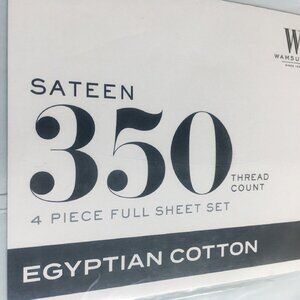 W
SATEEN
350
THREAD
COUNT
4 PIECE FULL SHEET SET
EGYPTIAN COTTON